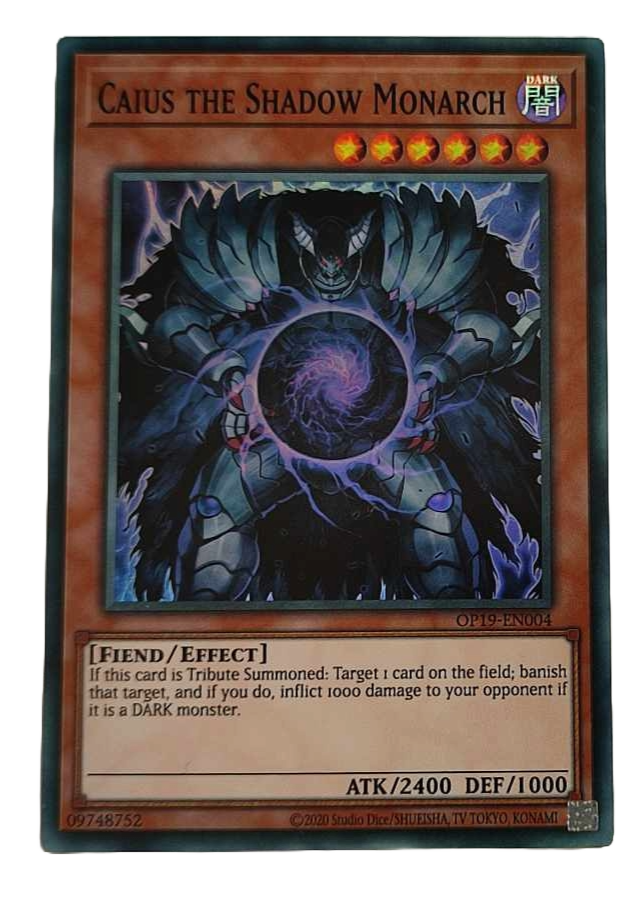 CAIUS THE SHADOW MONARCH
DARK
闇
OP19-EN004
[FIEND/EFFECT]
If this card is Tribute Summoned: Target 1 card on the field; banish
that target, and if you do, inflict 1000 damage to your opponent if
it is a DARK monster.
ATK/2400 DEF/1000
09748752
©2020 Studio Dice/SHUEISHA, TV TOKYO, KONAMI